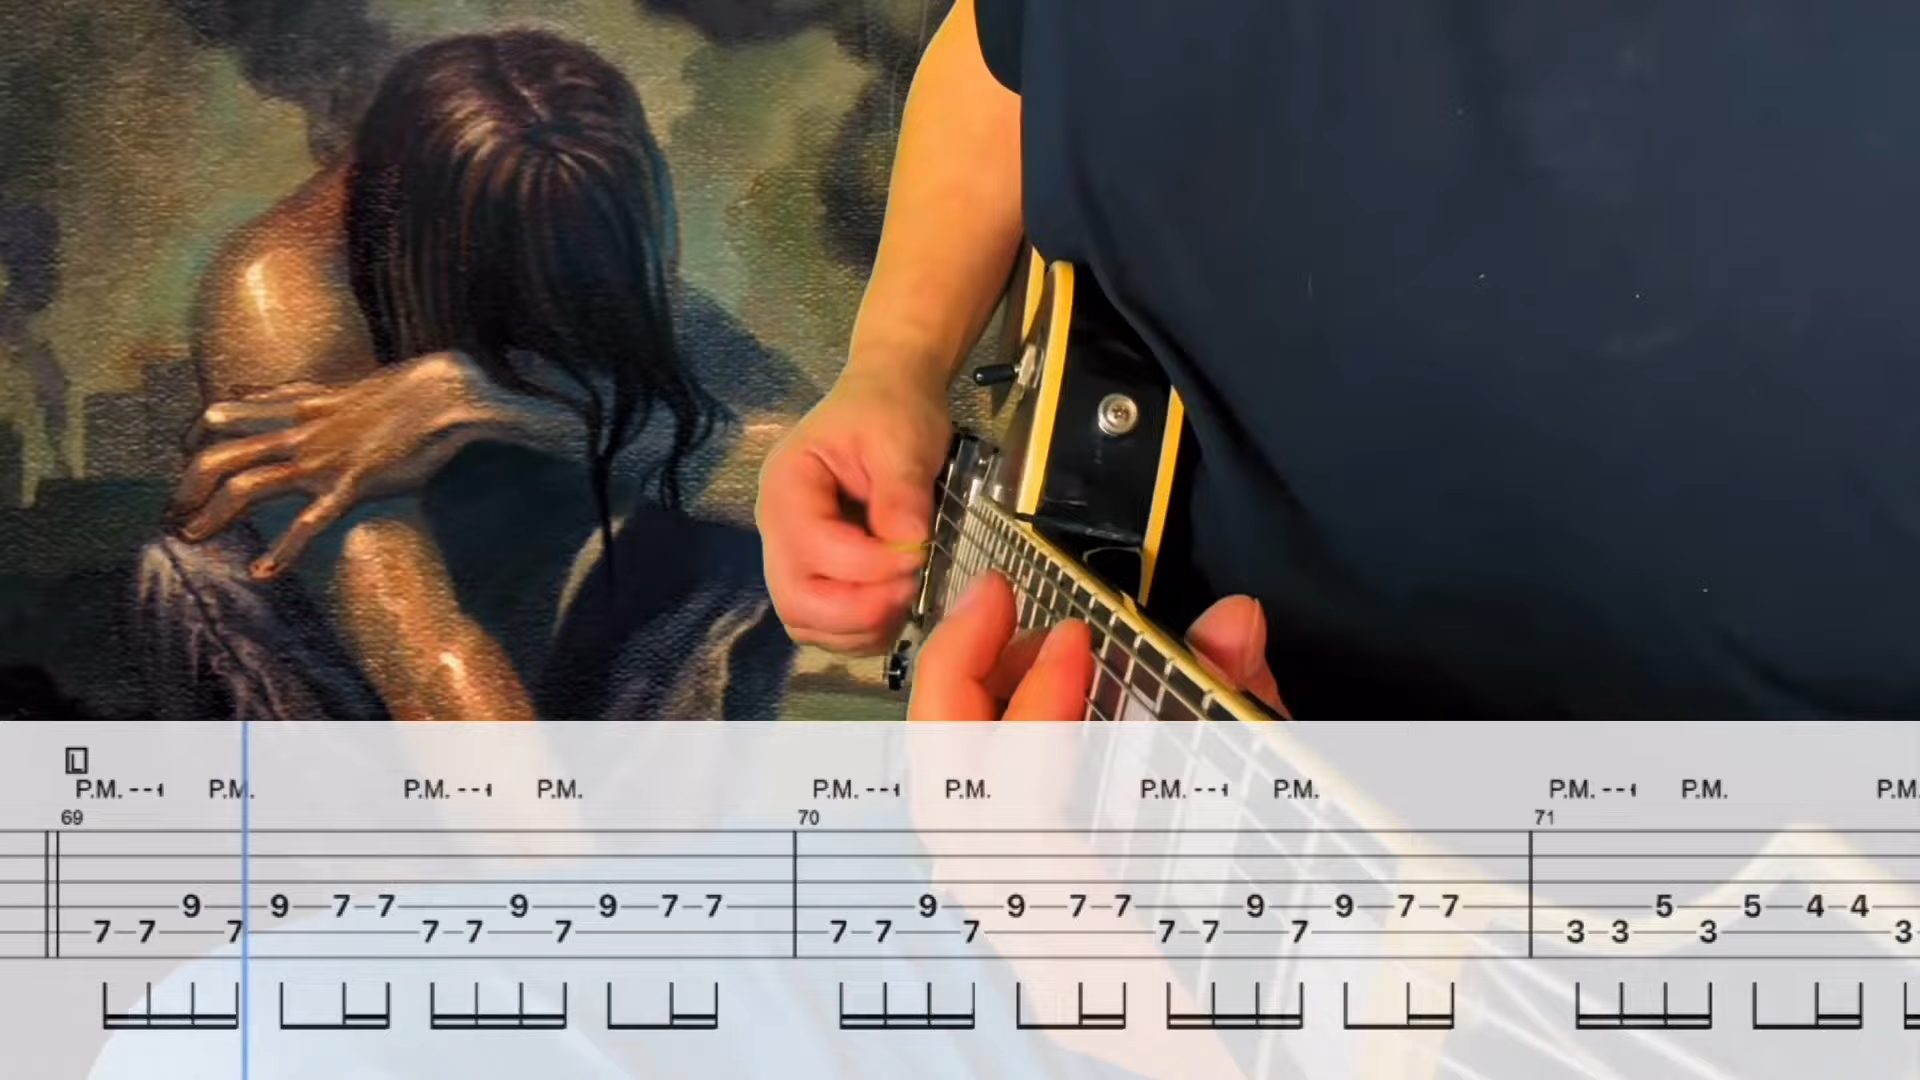 L
P.M. - - ⊣ P.M. P.M. - - ⊣ P.M. P.M. - - ⊣ P.M. P.M. - - ⊣ P.M. P.M. - - ⊣ P.M. P.M.
69 70 71
9 9 7 7 9 9 7 7 9 9 7 7 9 9 7 7 5 5 4 4
7 7 7 7 7 7 7 7 7 7 7 7 3 3 3 3